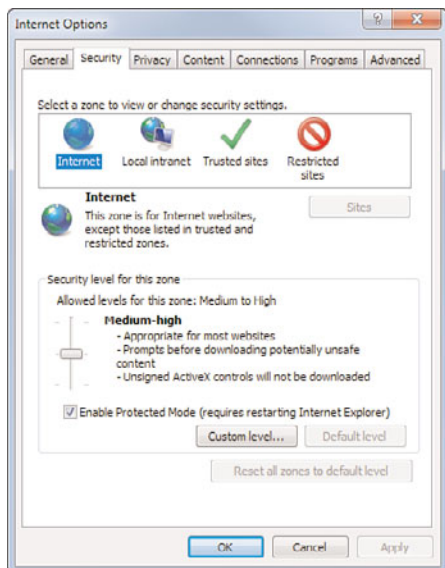 Internet Options
General Security Privacy Content Connections Programs Advanced
Select a zone to view or change security settings.
Internet Local intranet Trusted sites Restricted
sites
Internet
Sites
This zone is for Internet websites,
except those listed in trusted and
restricted zones.
Security level for this zone
Allowed levels for this zone: Medium to High
Medium-high
- Appropriate for most websites
- Prompts before downloading potentially unsafe
content
- Unsigned ActiveX controls will not be downloaded
Enable Protected Mode (requires restarting Internet Explorer)
Custom level... Default level
Reset all zones to default level
OK Cancel Apply